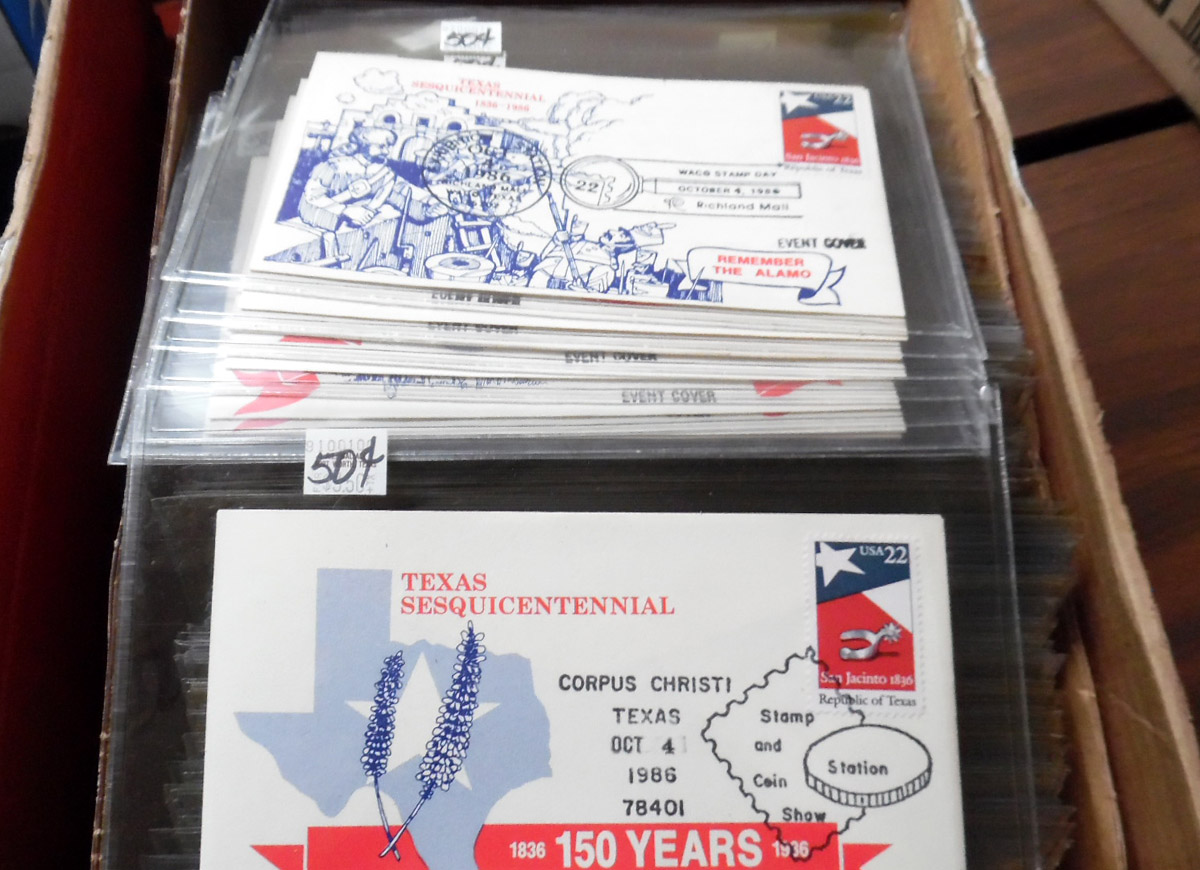 50¢
TEXAS
SESQUICENTENNIAL
1836-1986
USA 22
San Jacinto 1836
Republic of Texas
1986
22
WACO STAMP DAY
OCTOBER 4, 1986
Richland Mall
EVENT COVER
REMEMBER
THE ALAMO
EVENT COVER
EVENT COVER
EVENT COVER
50¢
TEXAS
SESQUICENTENNIAL
USA 22
San Jacinto 1836
Republic of Texas
CORPUS CHRISTI
TEXAS
OCT 4
1986
78401
Stamp
and
Coin
Show
Station
1836 150 YEARS 1936